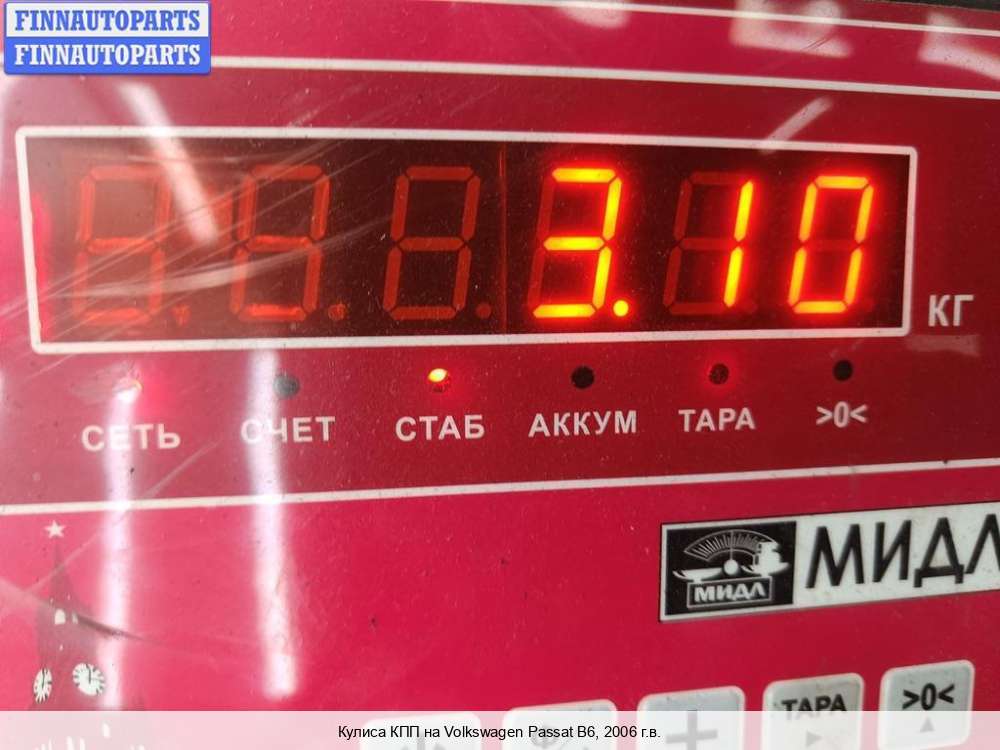 FINNAUTOPARTS
FINNAUTOPARTS
3.10
КГ
СЕТЬ СЧЕТ СТАБ АККУМ ТАРА >0<
МИДЛ
МИДЛ
ТАРА >0<
Кулиса КПП на Volkswagen Passat B6, 2006 г.в.